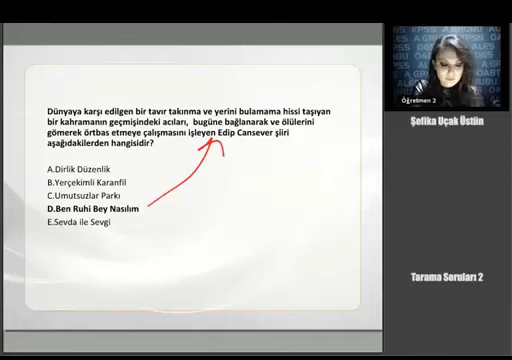 Dünyaya karşı edilgen bir tavır takınma ve yerini bulamama hissi taşıyan
bir kahramanın geçmişindeki acıları, bugüne bağlanarak ve ölülerini
gömerek örtbas etmeye çalışmasını işleyen Edip Cansever şiiri
aşağıdakilerden hangisidir?
A.Dirlik Düzenlik
B.Yerçekimli Karanfil
C.Umutsuzlar Parkı
D.Ben Ruhi Bey Nasılım
E.Sevda ile Sevgi
Öğretmen 2
Şefika Uçak Üstün
Tarama Soruları 2